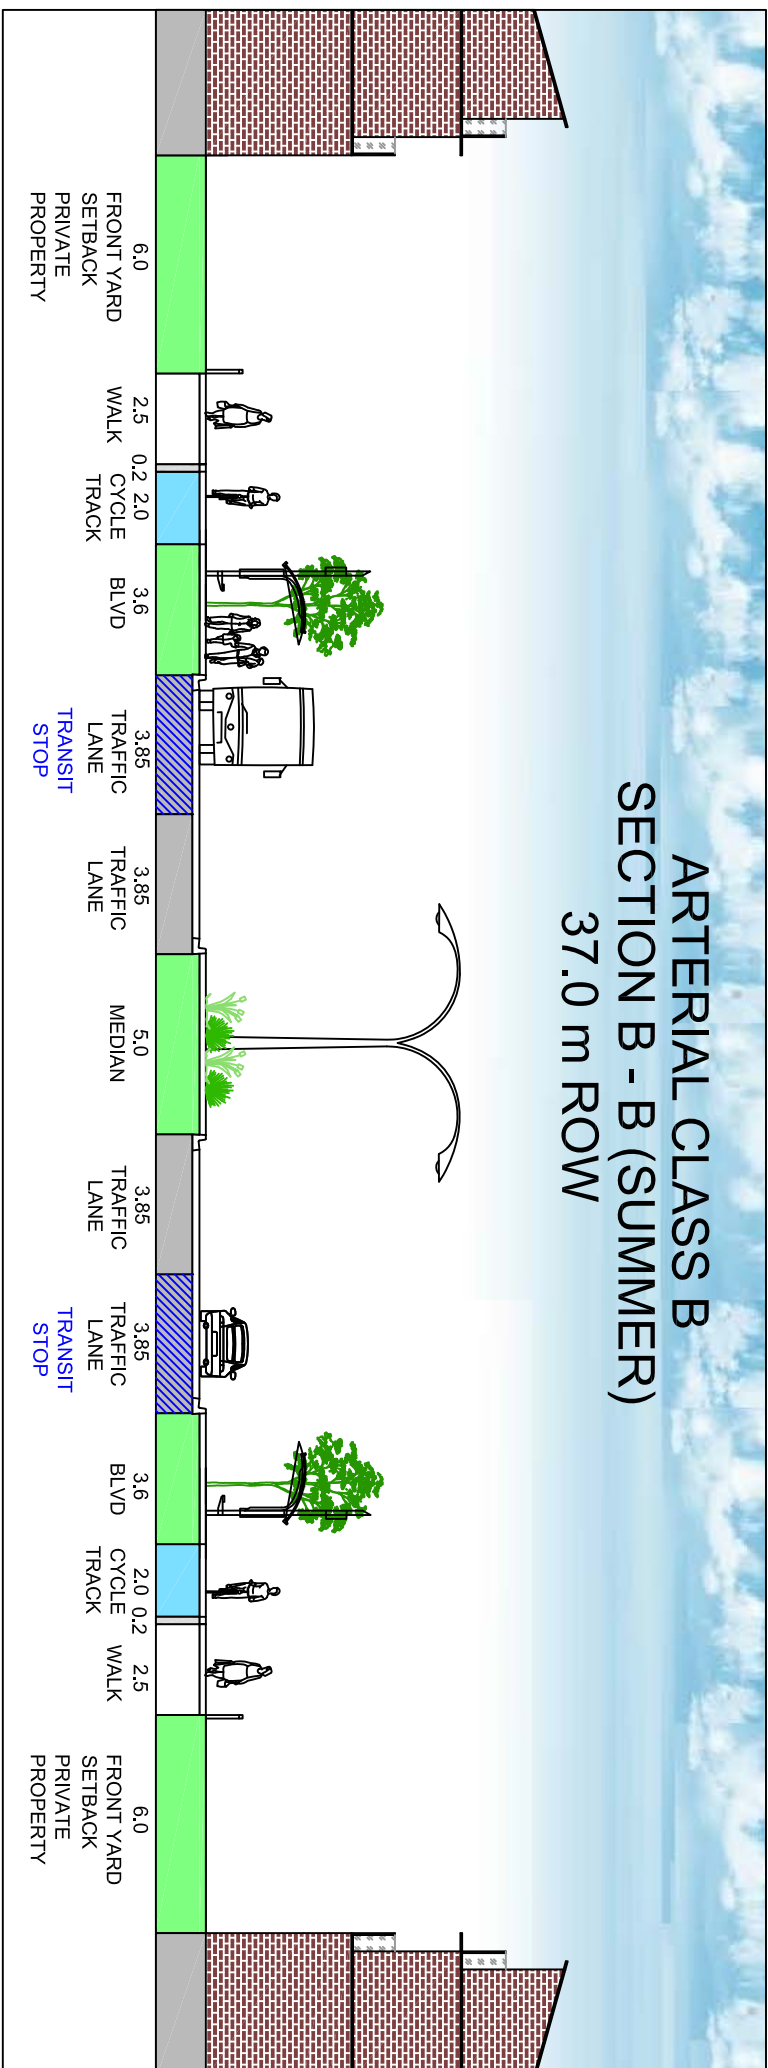 ARTERIAL CLASS B
SECTION B - B (SUMMER)
37.0 m ROW
6.0
FRONT YARD
SETBACK
PRIVATE
PROPERTY
2.5
WALK
0.2
2.0
CYCLE
TRACK
3.6
BLVD
3.85
TRAFFIC
LANE
TRANSIT
STOP
3.85
TRAFFIC
LANE
5.0
MEDIAN
3.85
TRAFFIC
LANE
3.85
TRAFFIC
LANE
TRANSIT
STOP
3.6
BLVD
2.0
CYCLE
TRACK
0.2
2.5
WALK
6.0
FRONT YARD
SETBACK
PRIVATE
PROPERTY